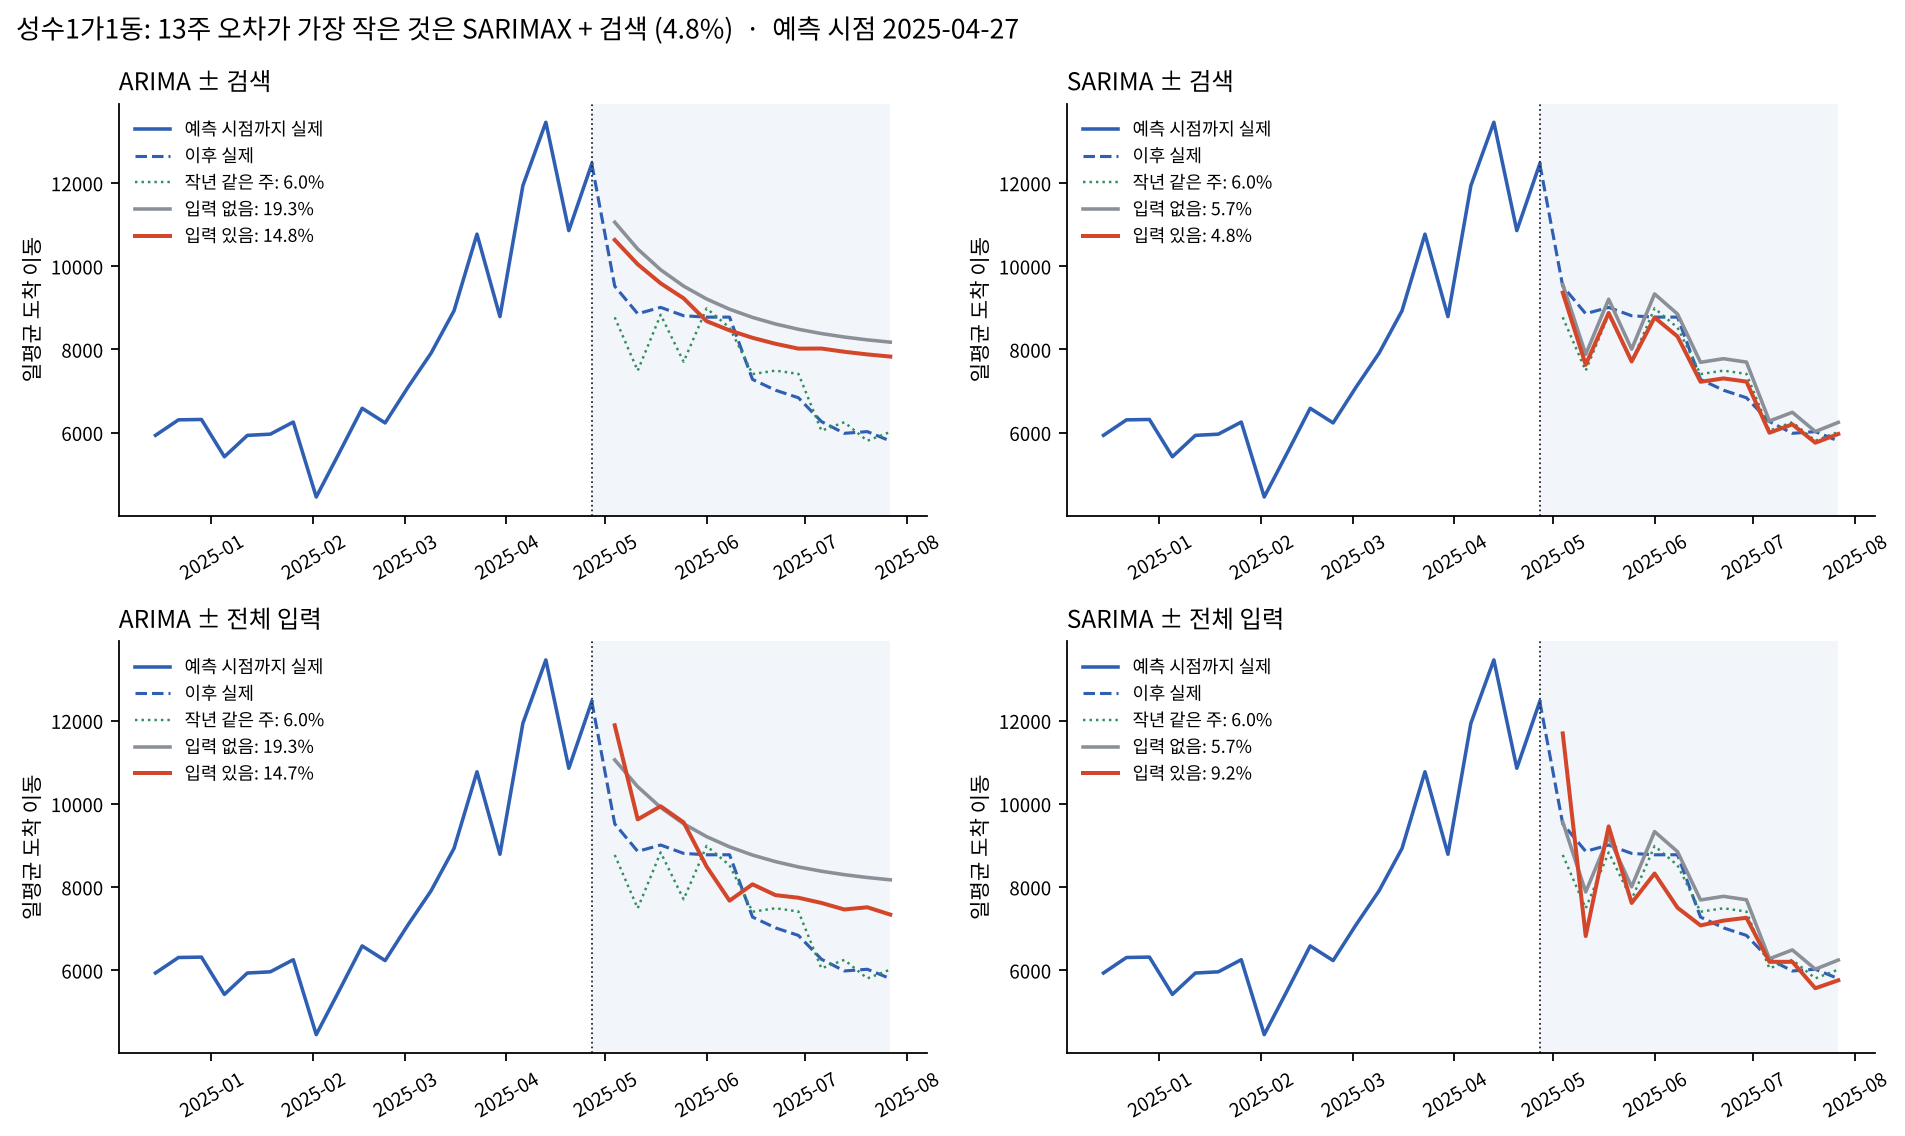 성수1가1동: 13주 오차가 가장 작은 것은 SARIMAX + 검색 (4.8%) · 예측 시점 2025-04-27
ARIMA ± 검색
예측 시점까지 실제
이후 실제
작년 같은 주: 6.0%
입력 없음: 19.3%
입력 있음: 14.8%
일평균 도착 이동
12000
10000
8000
6000
2025-01
2025-02
2025-03
2025-04
2025-05
2025-06
2025-07
2025-08
SARIMA ± 검색
예측 시점까지 실제
이후 실제
작년 같은 주: 6.0%
입력 없음: 5.7%
입력 있음: 4.8%
일평균 도착 이동
12000
10000
8000
6000
2025-01
2025-02
2025-03
2025-04
2025-05
2025-06
2025-07
2025-08
ARIMA ± 전체 입력
예측 시점까지 실제
이후 실제
작년 같은 주: 6.0%
입력 없음: 19.3%
입력 있음: 14.7%
일평균 도착 이동
12000
10000
8000
6000
2025-01
2025-02
2025-03
2025-04
2025-05
2025-06
2025-07
2025-08
SARIMA ± 전체 입력
예측 시점까지 실제
이후 실제
작년 같은 주: 6.0%
입력 없음: 5.7%
입력 있음: 9.2%
일평균 도착 이동
12000
10000
8000
6000
2025-01
2025-02
2025-03
2025-04
2025-05
2025-06
2025-07
2025-08